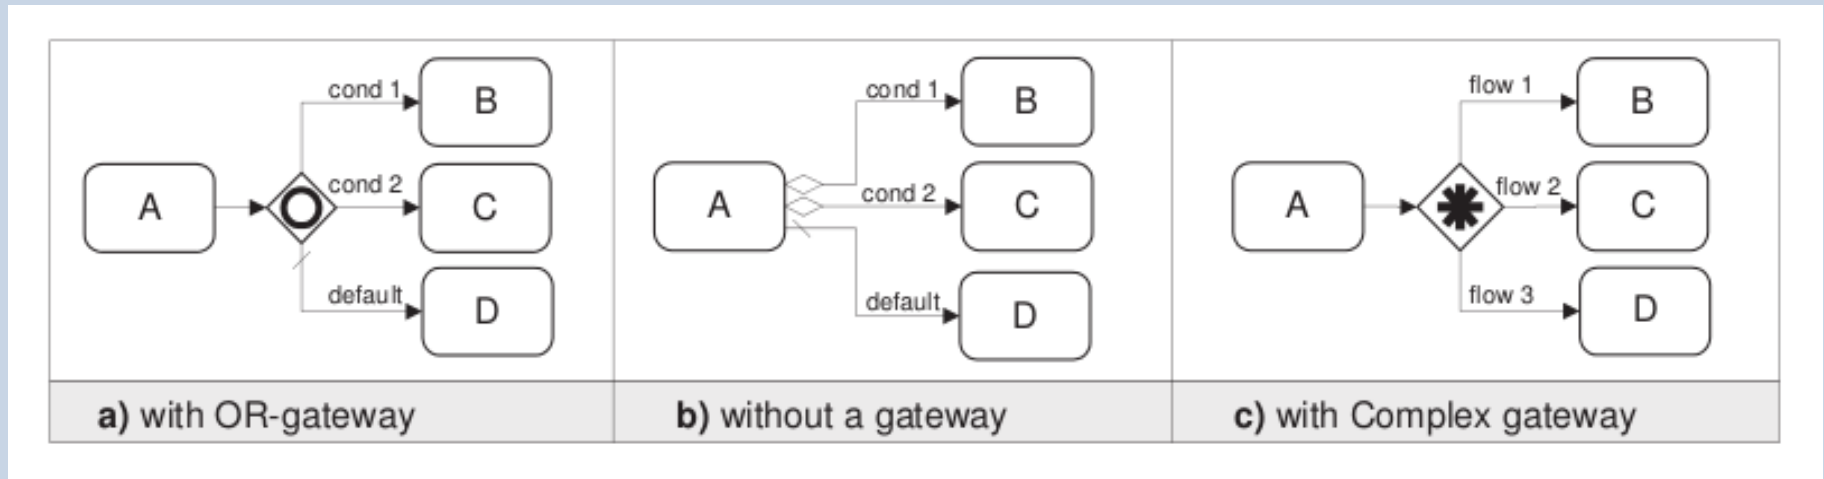 cond 1
B
A
cond 2
C
default
D
a) with OR-gateway
cond 1
B
A
cond 2
C
default
D
b) without a gateway
flow 1
B
A
flow 2
C
flow 3
D
c) with Complex gateway